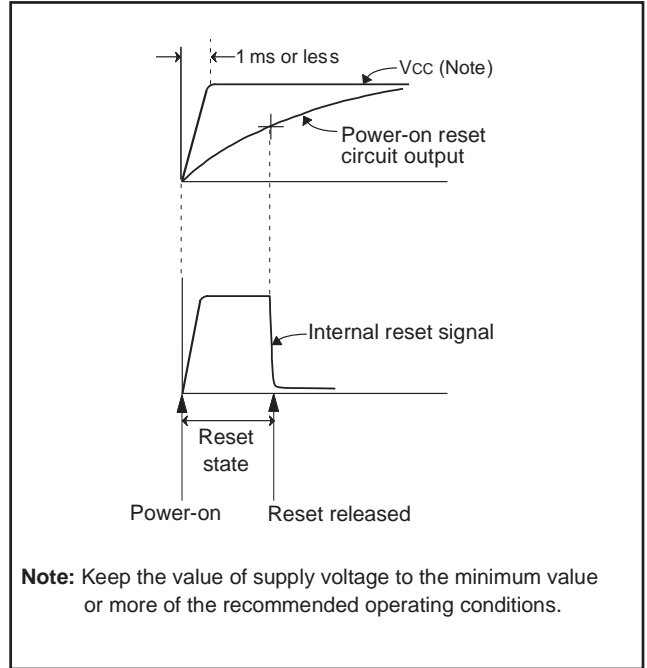 1 ms or less
VCC (Note)
Power-on reset
circuit output
Internal reset signal
Reset
state
Power-on
Reset released
Note: Keep the value of supply voltage to the minimum value
or more of the recommended operating conditions.